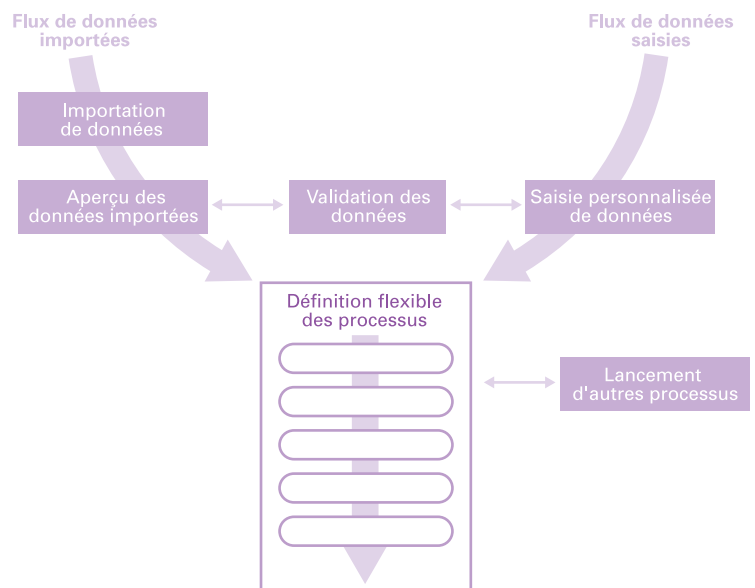 Flux de données
importées
Flux de données
saisies
Importation
de données
Aperçu des
données importées
Validation des
données
Saisie personnalisée
de données
Définition flexible
des processus
Lancement
d'autres processus